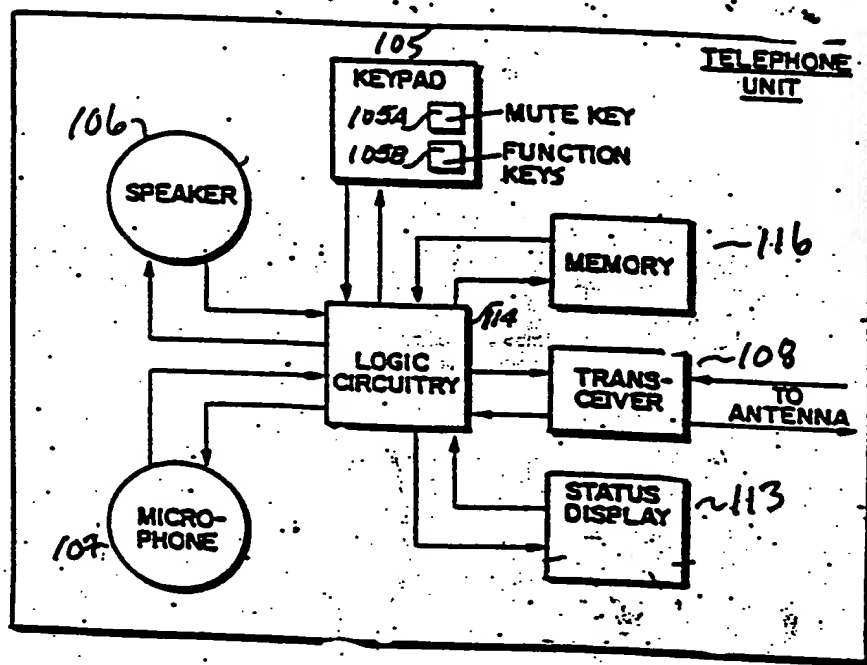 105
TELEPHONE
UNIT
KEYPAD
105A
MUTE KEY
105B
FUNCTION
KEYS
106
SPEAKER
MEMORY
~116
114
LOGIC
CIRCUITRY
TRANS-
CEIVER
~108
TO
ANTENNA
STATUS
DISPLAY
~113
MICRO-
PHONE
107